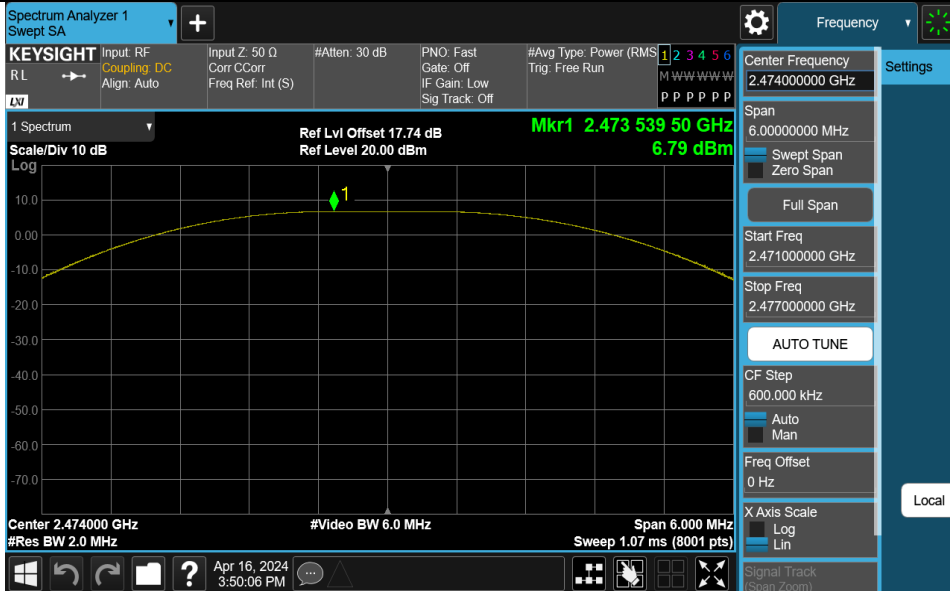 Spectrum Analyzer 1
Swept SA
+
Frequency
KEYSIGHT
RL
LXI
Input: RF
Coupling: DC
Align: Auto
Input Z: 50 Ω
Corr CCorr
Freq Ref: Int (S)
#Atten: 30 dB
PNO: Fast
Gate: Off
IF Gain: Low
Sig Track: Off
#Avg Type: Power (RMS
Trig: Free Run
1 2 3 4 5 6
M W W W W W
P P P P P P
1 Spectrum
Scale/Div 10 dB
Log
Ref Lvl Offset 17.74 dB
Ref Level 20.00 dBm
Mkr1 2.473 539 50 GHz
6.79 dBm
1
10.0
0.00
-10.0
-20.0
-30.0
-40.0
-50.0
-60.0
-70.0
Center 2.474000 GHz
#Res BW 2.0 MHz
#Video BW 6.0 MHz
Span 6.000 MHz
Sweep 1.07 ms (8001 pts)
?
Apr 16, 2024
3:50:06 PM
Center Frequency
2.474000000 GHz
Span
6.00000000 MHz
Swept Span
Zero Span
Full Span
Start Freq
2.471000000 GHz
Stop Freq
2.477000000 GHz
AUTO TUNE
CF Step
600.000 kHz
Auto
Man
Freq Offset
0 Hz
X Axis Scale
Log
Lin
Signal Track
(Span Zoom)
Settings
Local